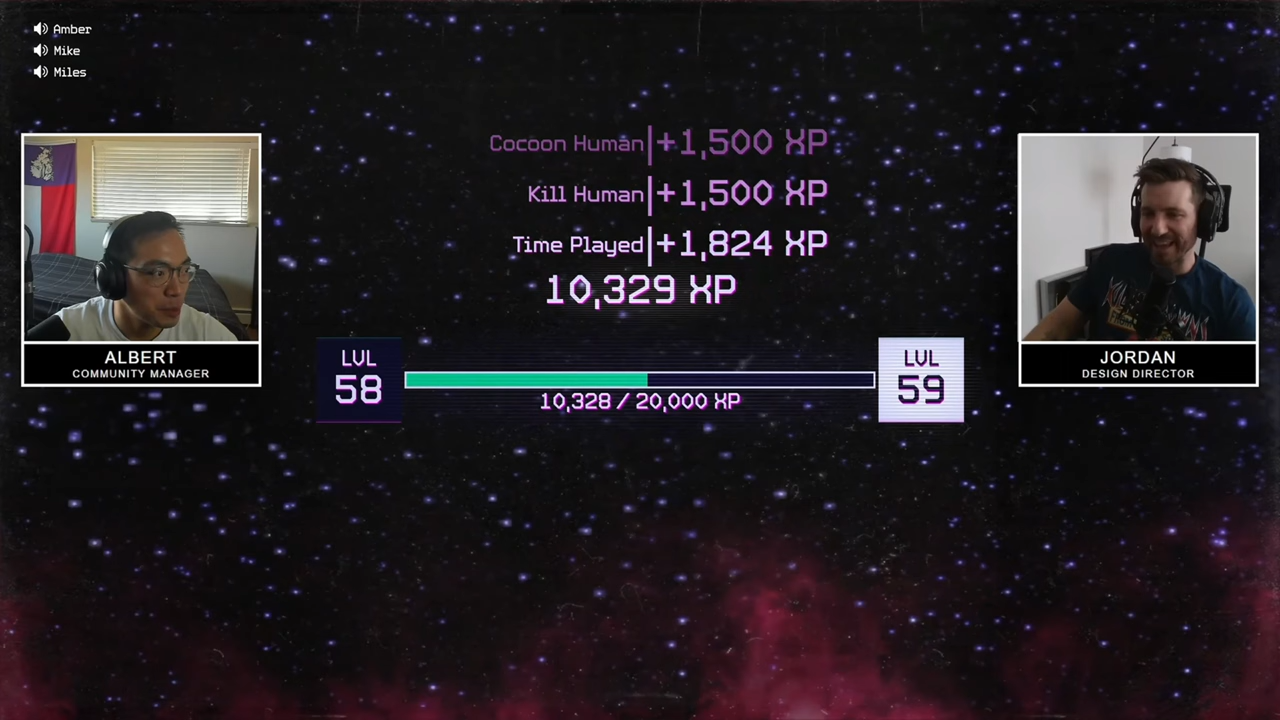 Amber
Mike
Miles
Cocoon Human +1,500 XP
Kill Human +1,500 XP
Time Played +1,824 XP
10,329 XP
LVL
58
10,328 / 20,000 XP
LVL
59
ALBERT
COMMUNITY MANAGER
JORDAN
DESIGN DIRECTOR